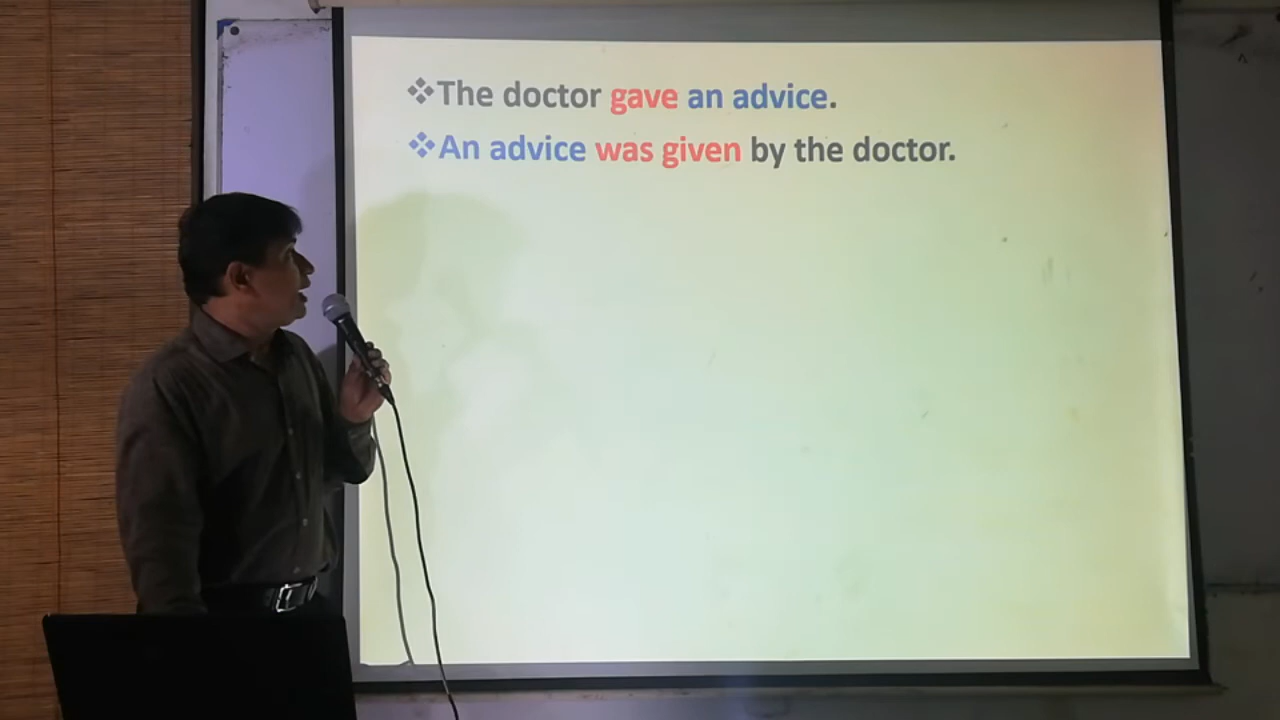 ❖The doctor gave an advice.
❖An advice was given by the doctor.